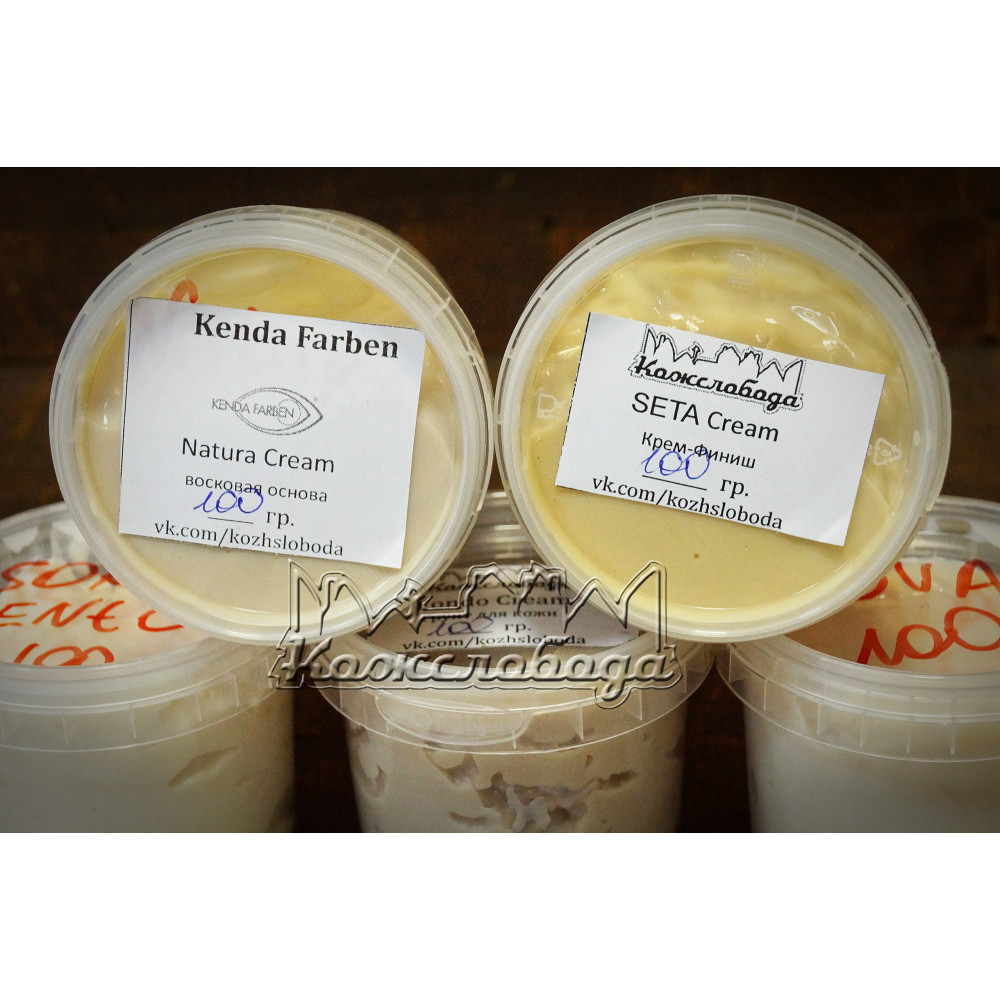 Kenda Farben
KENDA FARBEN
Natura Cream
восковая основа
100 гр.
vk.com/kozhsloboda
Кожслобода
SETA Cream
Крем-Финиш
100 гр.
vk.com/kozhsloboda
Cream
для кожи
100 гр.
vk.com/kozhsloboda
Кожслобода
100
100